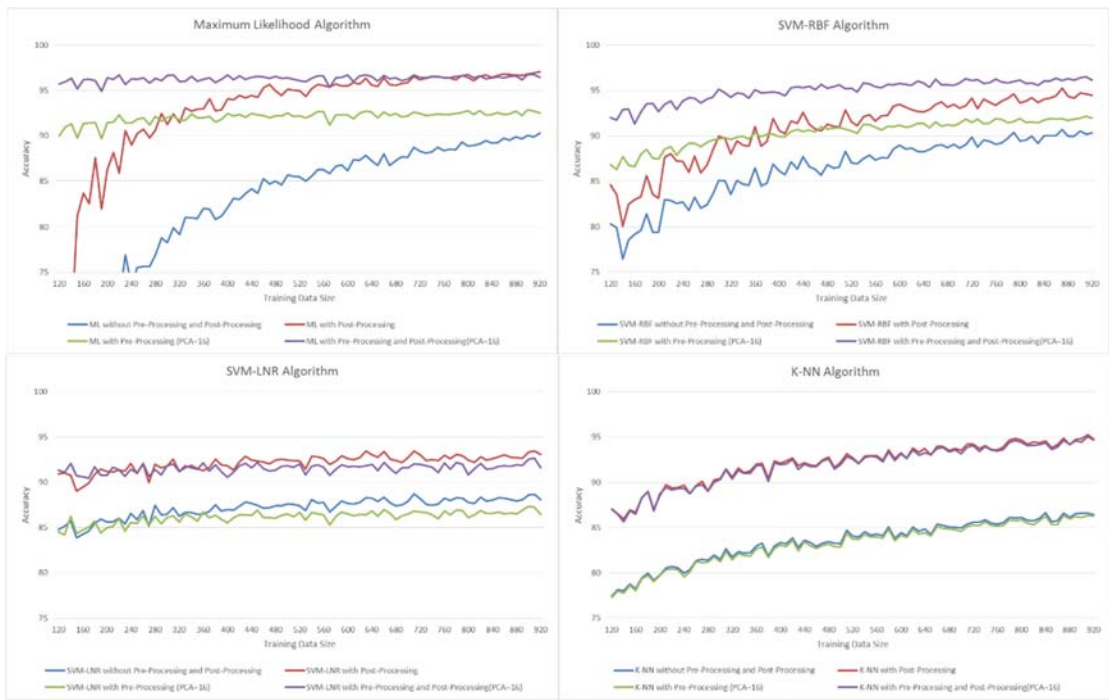 Maximum Likelihood Algorithm
100
95
90
85
80
75
Accuracy
120 160 200 240 280 320 360 400 440 480 520 560 600 640 680 720 760 800 840 880 920
Training Data Size
ML without Pre-Processing and Post-Processing
ML with Post-Processing
ML with Pre-Processing (PCA-16)
ML with Pre-Processing and Post-Processing(PCA-16)
SVM-RBF Algorithm
100
95
90
85
80
75
Accuracy
120 160 200 240 280 320 360 400 440 480 520 560 600 640 680 720 760 800 840 880 920
Training Data Size
SVM-RBF without Pre-Processing and Post-Processing
SVM-RBF with Post-Processing
SVM-RBF with Pre-Processing (PCA-16)
SVM-RBF with Pre-Processing and Post-Processing(PCA-16)
SVM-LNR Algorithm
100
95
90
85
80
75
Accuracy
120 160 200 240 280 320 360 400 440 480 520 560 600 640 680 720 760 800 840 880 920
Training Data Size
SVM-LNR without Pre-Processing and Post-Processing
SVM-LNR with Post-Processing
SVM-LNR with Pre-Processing (PCA-16)
SVM-LNR with Pre-Processing and Post-Processing(PCA-16)
K-NN Algorithm
100
95
90
85
80
75
Accuracy
120 160 200 240 280 320 360 400 440 480 520 560 600 640 680 720 760 800 840 880 920
Training Data Size
K-NN without Pre-Processing and Post-Processing
K-NN with Post-Processing
K-NN with Pre-Processing (PCA-16)
K-NN with Pre-Processing and Post-Processing(PCA-16)